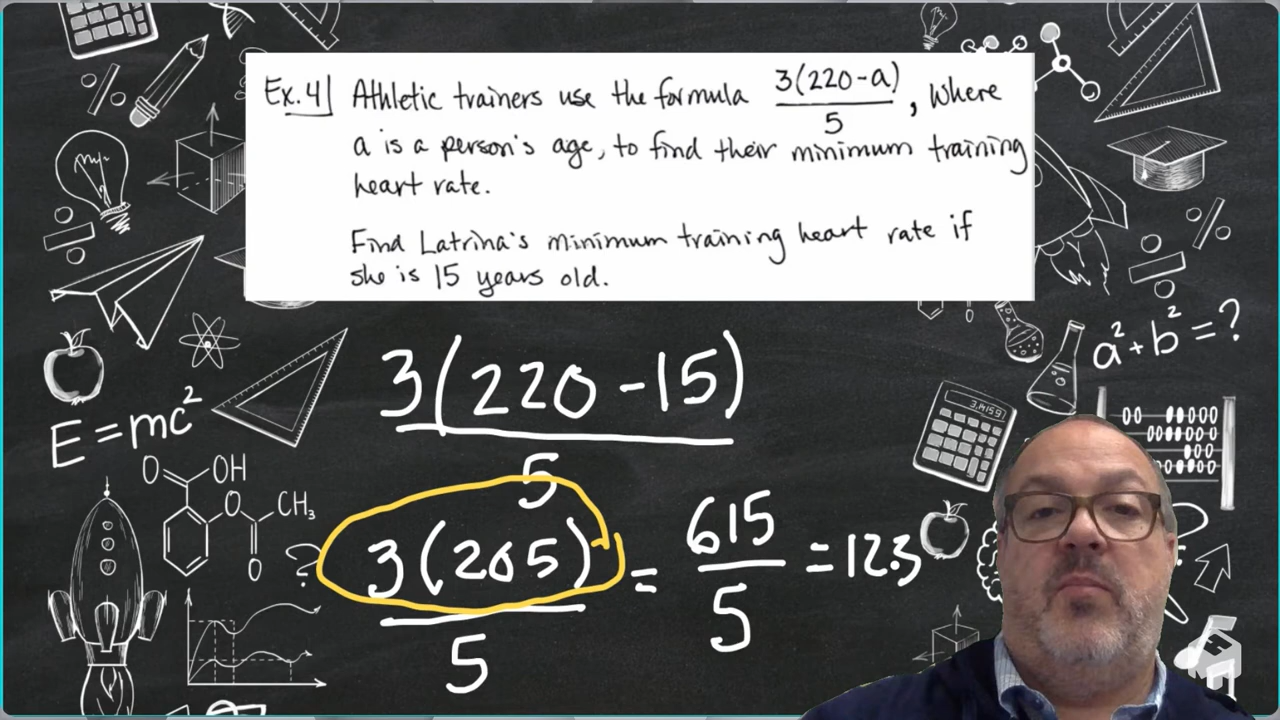 Ex. 4] Athletic trainers use the formula 3(220-a)/5, where
a is a person's age, to find their minimum training
heart rate.
Find Latrina's minimum training heart rate if
she is 15 years old.
3(220-15)
5
3(205) = 615 = 123
5 5
a²+b²=?
E=mc²
O OH
O CH₃
O
?
3.14159
%